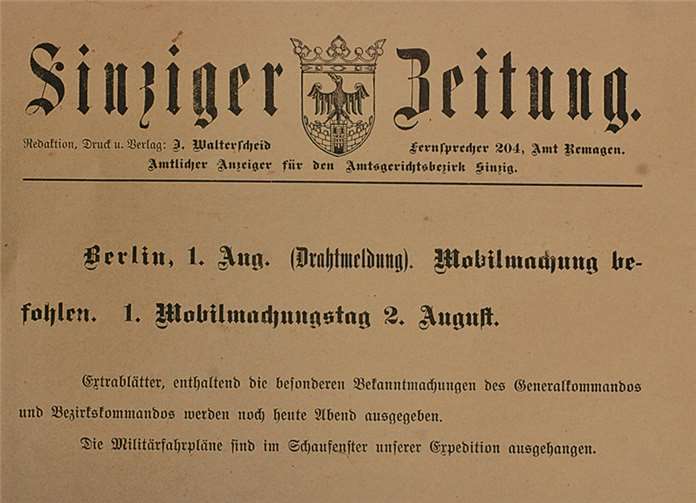 Sinziger Zeitung.
Redaktion, Druck u. Verlag: J. Walterscheid Fernsprecher 204, Amt Remagen.
Amtlicher Anzeiger für den Amtsgerichtsbezirk Sinzig.
Berlin, 1. Aug. (Drahtmeldung). Mobilmachung be-
fohlen. 1. Mobilmachungstag 2. August.
Extrablätter, enthaltend die besonderen Bekanntmachungen des Generalkommandos
und Bezirkskommandos werden noch heute Abend ausgegeben.
Die Militärfahrpläne sind im Schaufenster unserer Expedition ausgehangen.